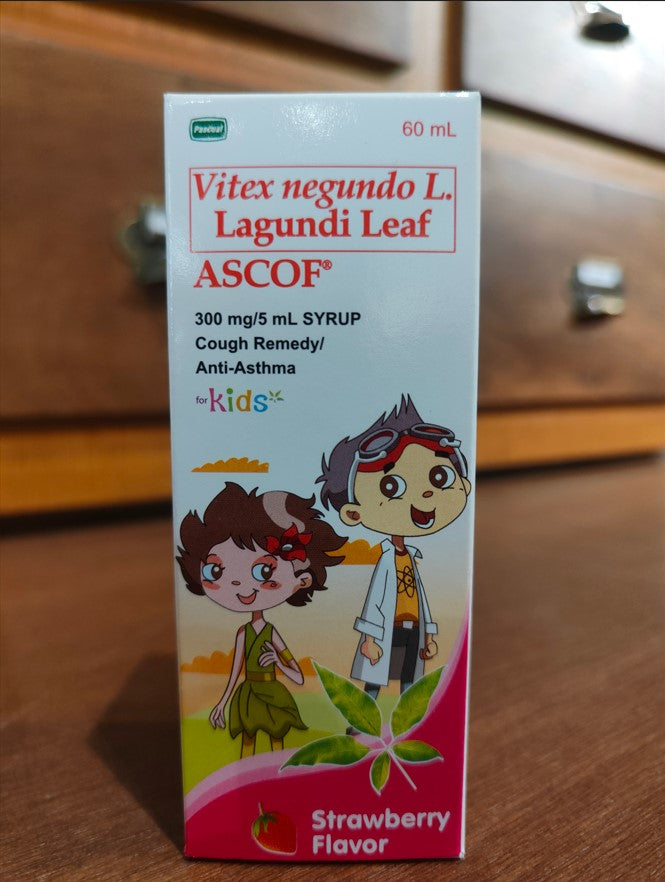 Pascual
60 mL
Vitex negundo L.
Lagundi Leaf
ASCOF®
300 mg/5 mL SYRUP
Cough Remedy/
Anti-Asthma
for kids
Strawberry
Flavor